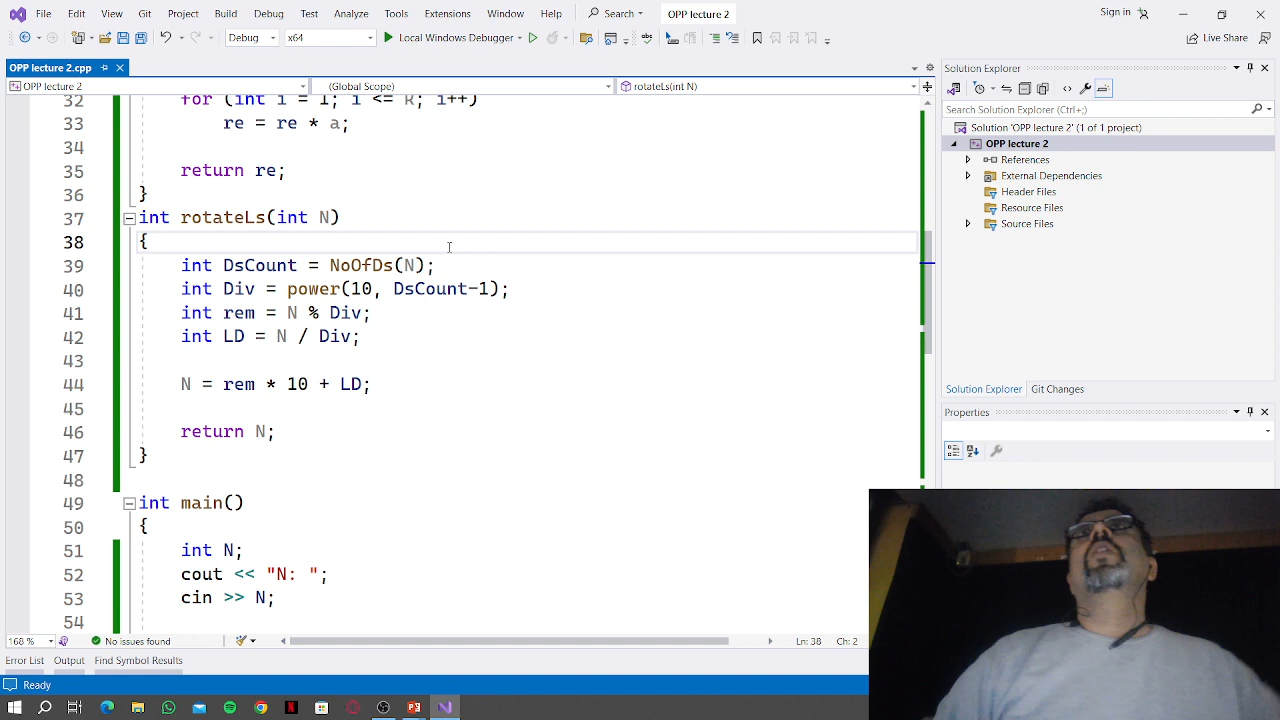 File Edit View Git Project Build Debug Test Analyze Tools Extensions Window Help Search OPP lecture 2 Sign in
Debug x64 Local Windows Debugger Live Share
OPP lecture 2.cpp
OPP lecture 2 (Global Scope) rotateLs(int N)
32 for (int i = 1; i <= k; i++)
33 re = re * a;
34
35 return re;
36 }
37 int rotateLs(int N)
38 {
39 int DsCount = NoOfDs(N);
40 int Div = power(10, DsCount-1);
41 int rem = N % Div;
42 int LD = N / Div;
43
44 N = rem * 10 + LD;
45
46 return N;
47 }
48
49 int main()
50 {
51 int N;
52 cout << "N: ";
53 cin >> N;
54
168 % No issues found Ln: 38 Ch: 2
Error List Output Find Symbol Results
Ready
Solution Explorer
Search Solution Explorer (Ctrl+;)
Solution 'OPP lecture 2' (1 of 1 project)
OPP lecture 2
References
External Dependencies
Header Files
Resource Files
Source Files
Solution Explorer Git Changes
Properties